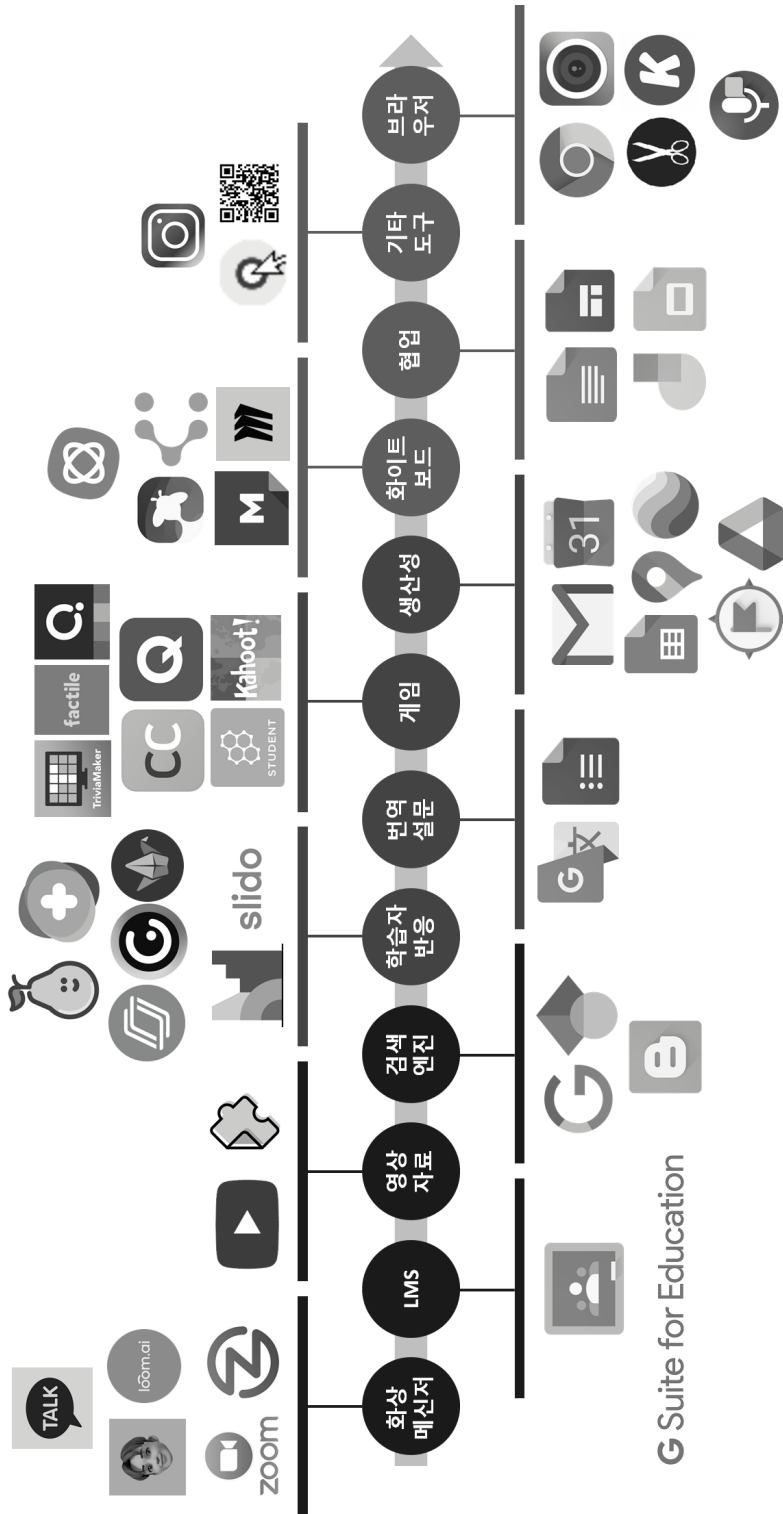 TALK
loom.ai
zoom
TriviaMaker
factile
CC
Q
STUDENT
Kahoot!
slido
M
화상
메신저
LMS
영상
자료
검색
엔진
학습자
반응
번역
설문
게임
생산성
화이트
보드
협업
기타
도구
브라
우저
G Suite for Education
G
G
31
K